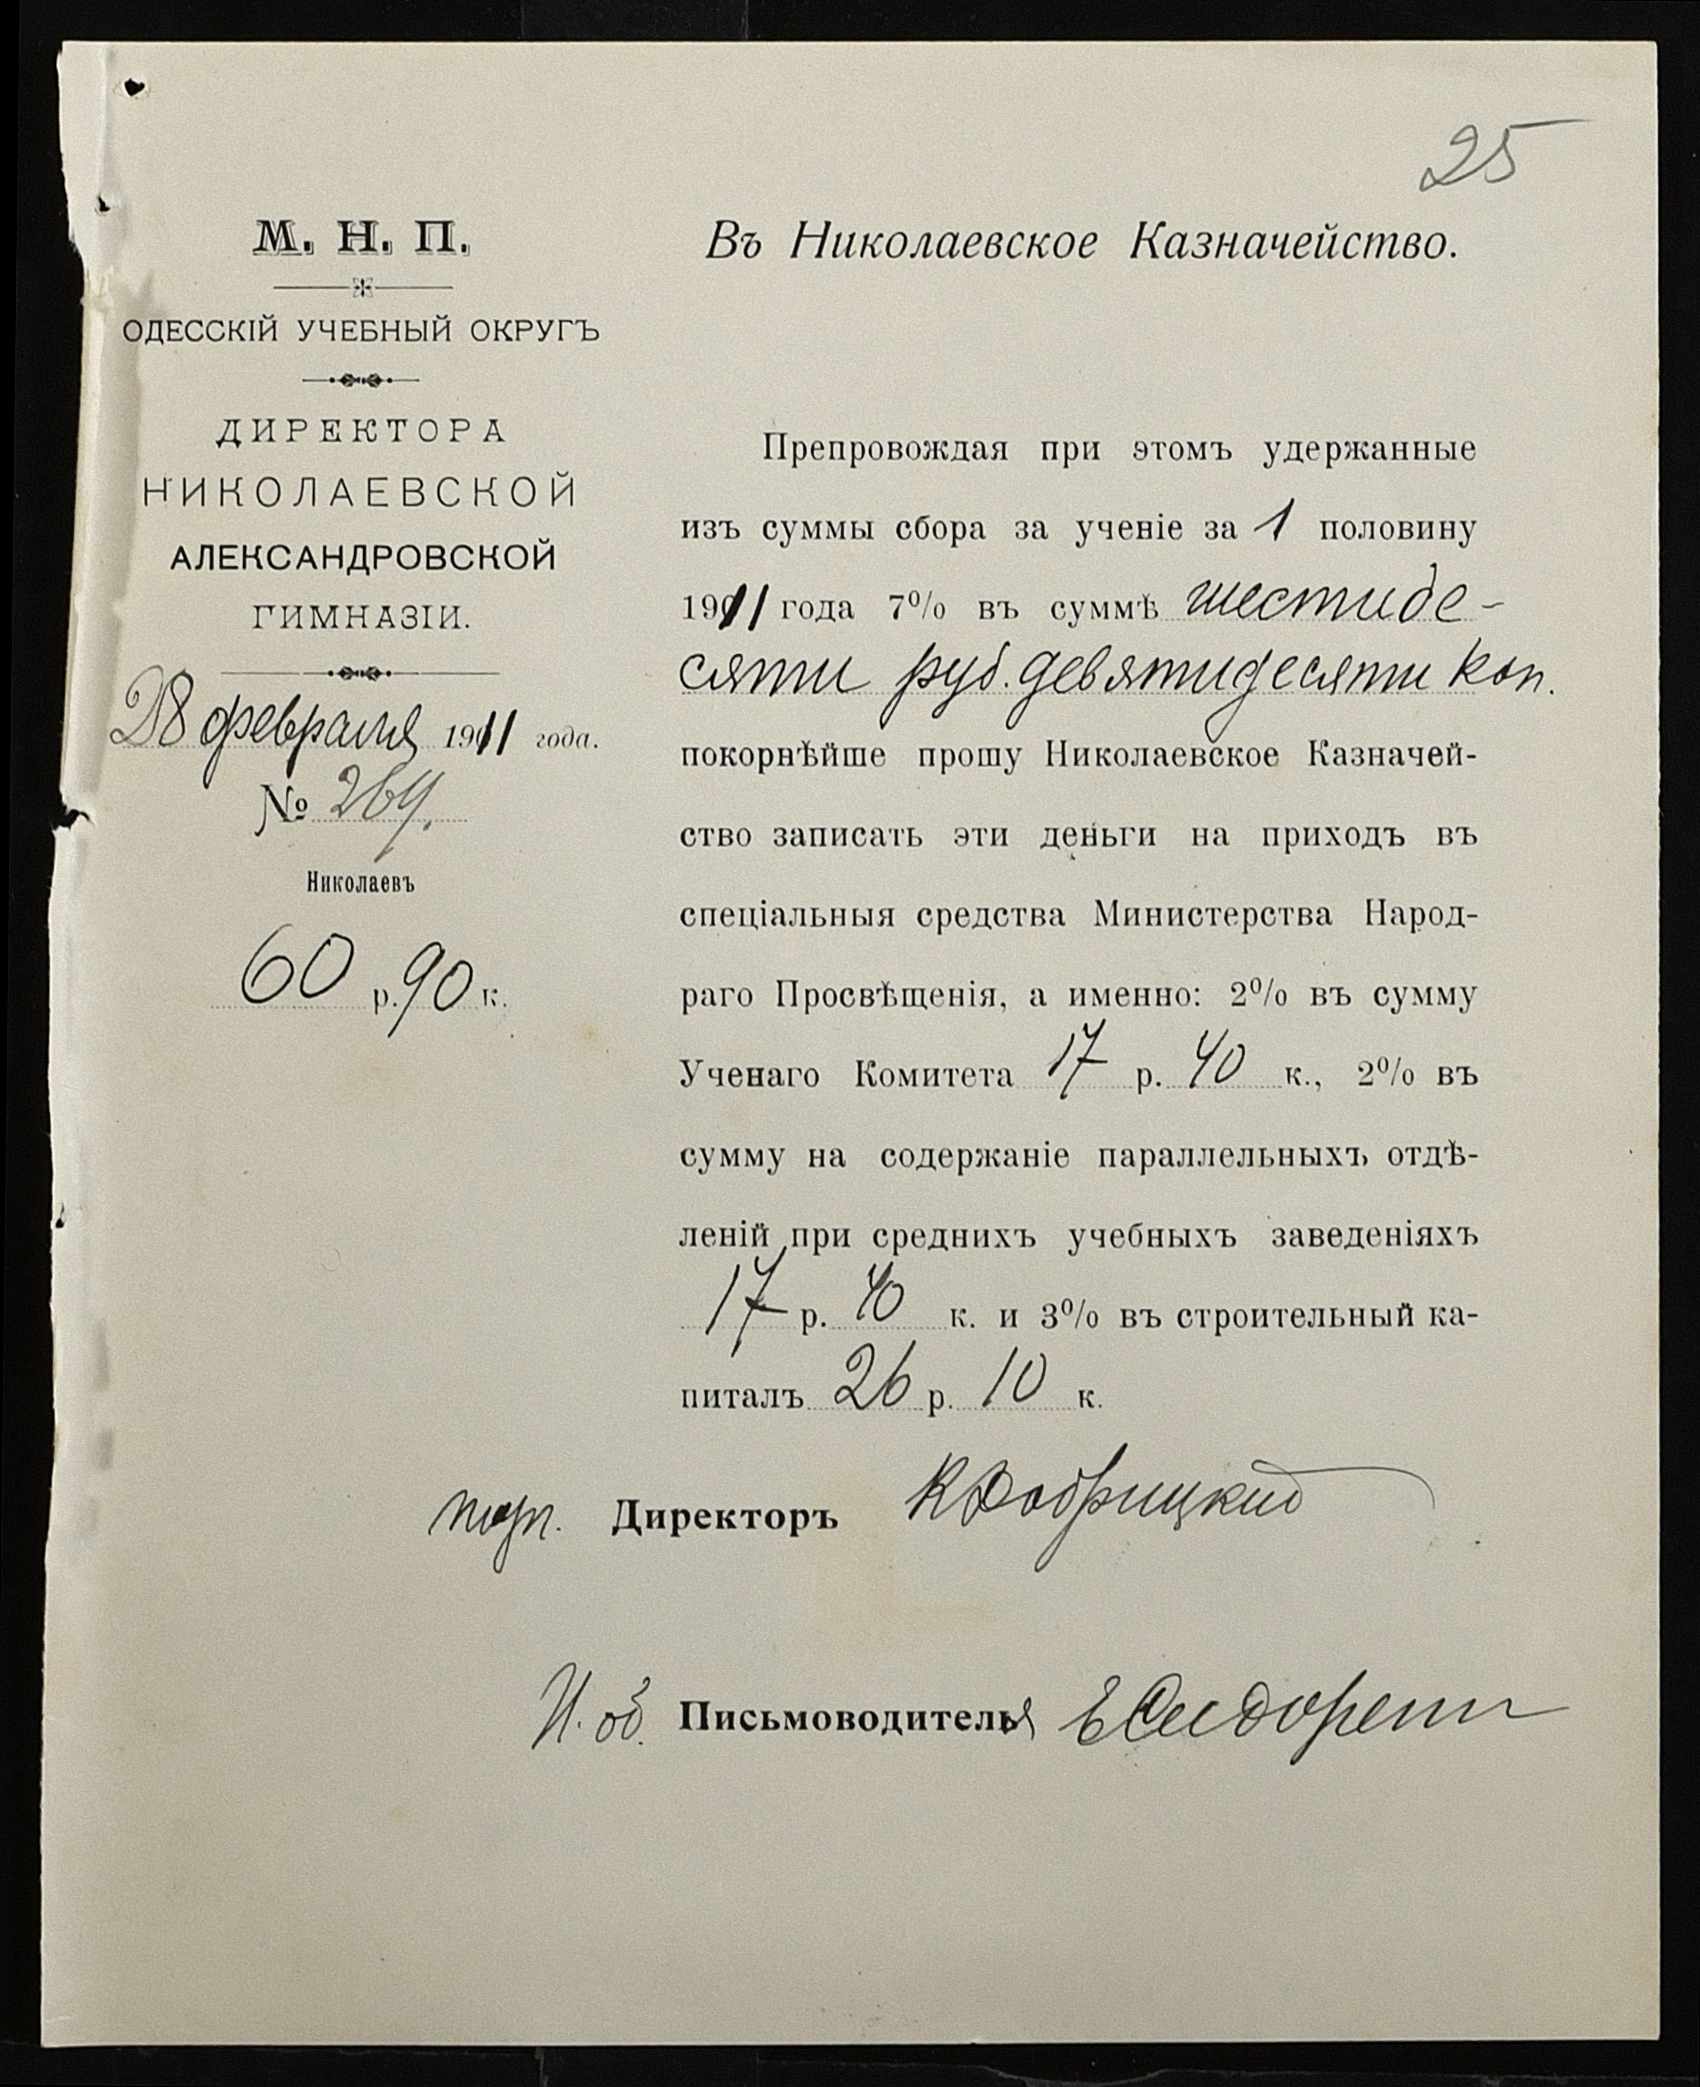 25
М. Н. П.
ОДЕССКІЙ УЧЕБНЫЙ ОКРУГЪ
ДИРЕКТОРА
НИКОЛАЕВСКОЙ
АЛЕКСАНДРОВСКОЙ
ГИМНАЗІИ.
28 февраля 1911 года.
№ 264.
Николаевъ
60 р. 90 к.
Въ Николаевское Казначейство.
Препровождая при этомъ удержанные
изъ суммы сбора за ученіе за 1 половину
1911 года 7% въ суммѣ шестиде-
сяти руб. девятидесяти коп.
покорнѣйше прошу Николаевское Казначей-
ство записать эти деньги на приходъ въ
спеціальныя средства Министерства Народ-
раго Просвѣщенія, а именно: 2% въ сумму
Ученаго Комитета 17 р. 40 к., 2% въ
сумму на содержаніе параллельныхъ отдѣ-
леній при среднихъ учебныхъ заведеніяхъ
17 р. 40 к. и 3% въ строительный ка-
питалъ 26 р. 10 к.
Директоръ КДобрицкий
И. об. Письмоводителя